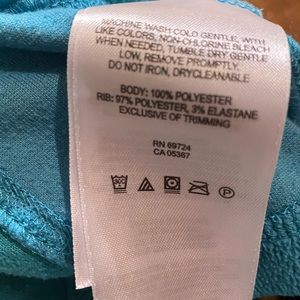 MACHINE WASH COLD GENTLE, WITH
LIKE COLORS, NON-CHLORINE BLEACH
WHEN NEEDED, TUMBLE DRY GENTLE
LOW, REMOVE PROMPTLY.
DO NOT IRON, DRYCLEANABLE
BODY: 100% POLYESTER
RIB: 97% POLYESTER, 3% ELASTANE
EXCLUSIVE OF TRIMMING
RN 69724
CA 05367
P